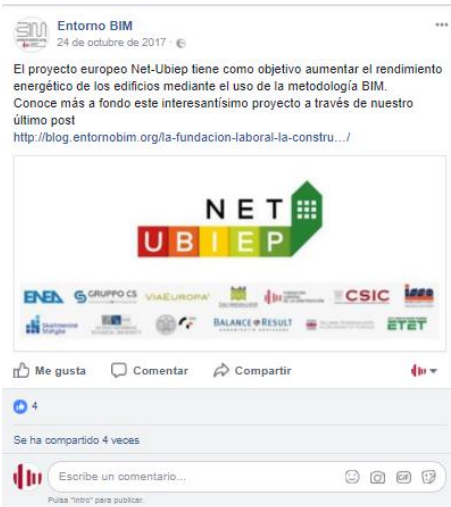 Entorno BIM
24 de octubre de 2017
El proyecto europeo Net-Ubiep tiene como objetivo aumentar el rendimiento
energético de los edificios mediante el uso de la metodología BIM.
Conoce más a fondo este interesantísimo proyecto a través de nuestro
último post
http://blog.entornobim.org/la-fundacion-laboral-la-constru…/
NET
UBIEP
ENEA GRUPPO CS VIAEUROPA CSIC isso
Skaitmeninė Statyba BALANCE & RESULT ETET
Me gusta Comentar Compartir
4
Se ha compartido 4 veces
Escribe un comentario... GIF
Pulsa "Intro" para publicar.